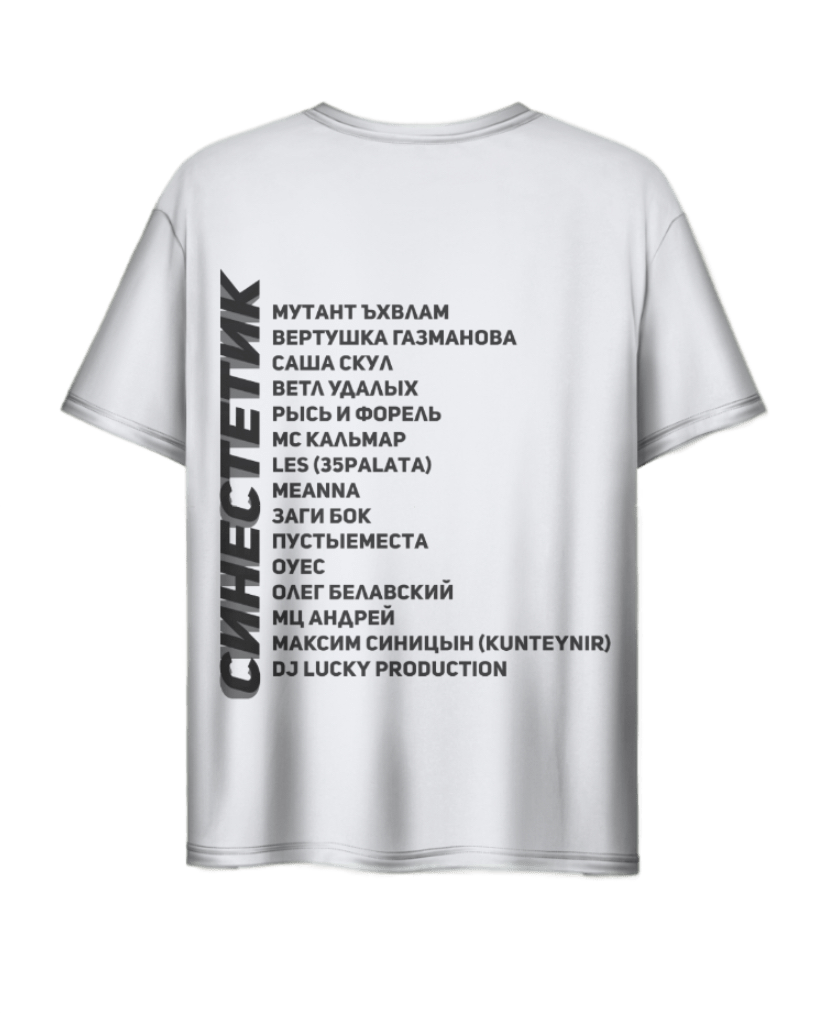 СИНЕСТЕТИК
МУТАНТ ЪХВЛАМ
ВЕРТУШКА ГАЗМАНОВА
САША СКУЛ
ВЕТЛ УДАЛЫХ
РЫСЬ И ФОРЕЛЬ
МС КАЛЬМАР
LES (35PALATA)
MEANNA
ЗАГИ БОК
ПУСТЫЕМЕСТА
ОУЕС
ОЛЕГ БЕЛАВСКИЙ
МЦ АНДРЕЙ
МАКСИМ СИНИЦЫН (KUNTEYNIR)
DJ LUCKY PRODUCTION